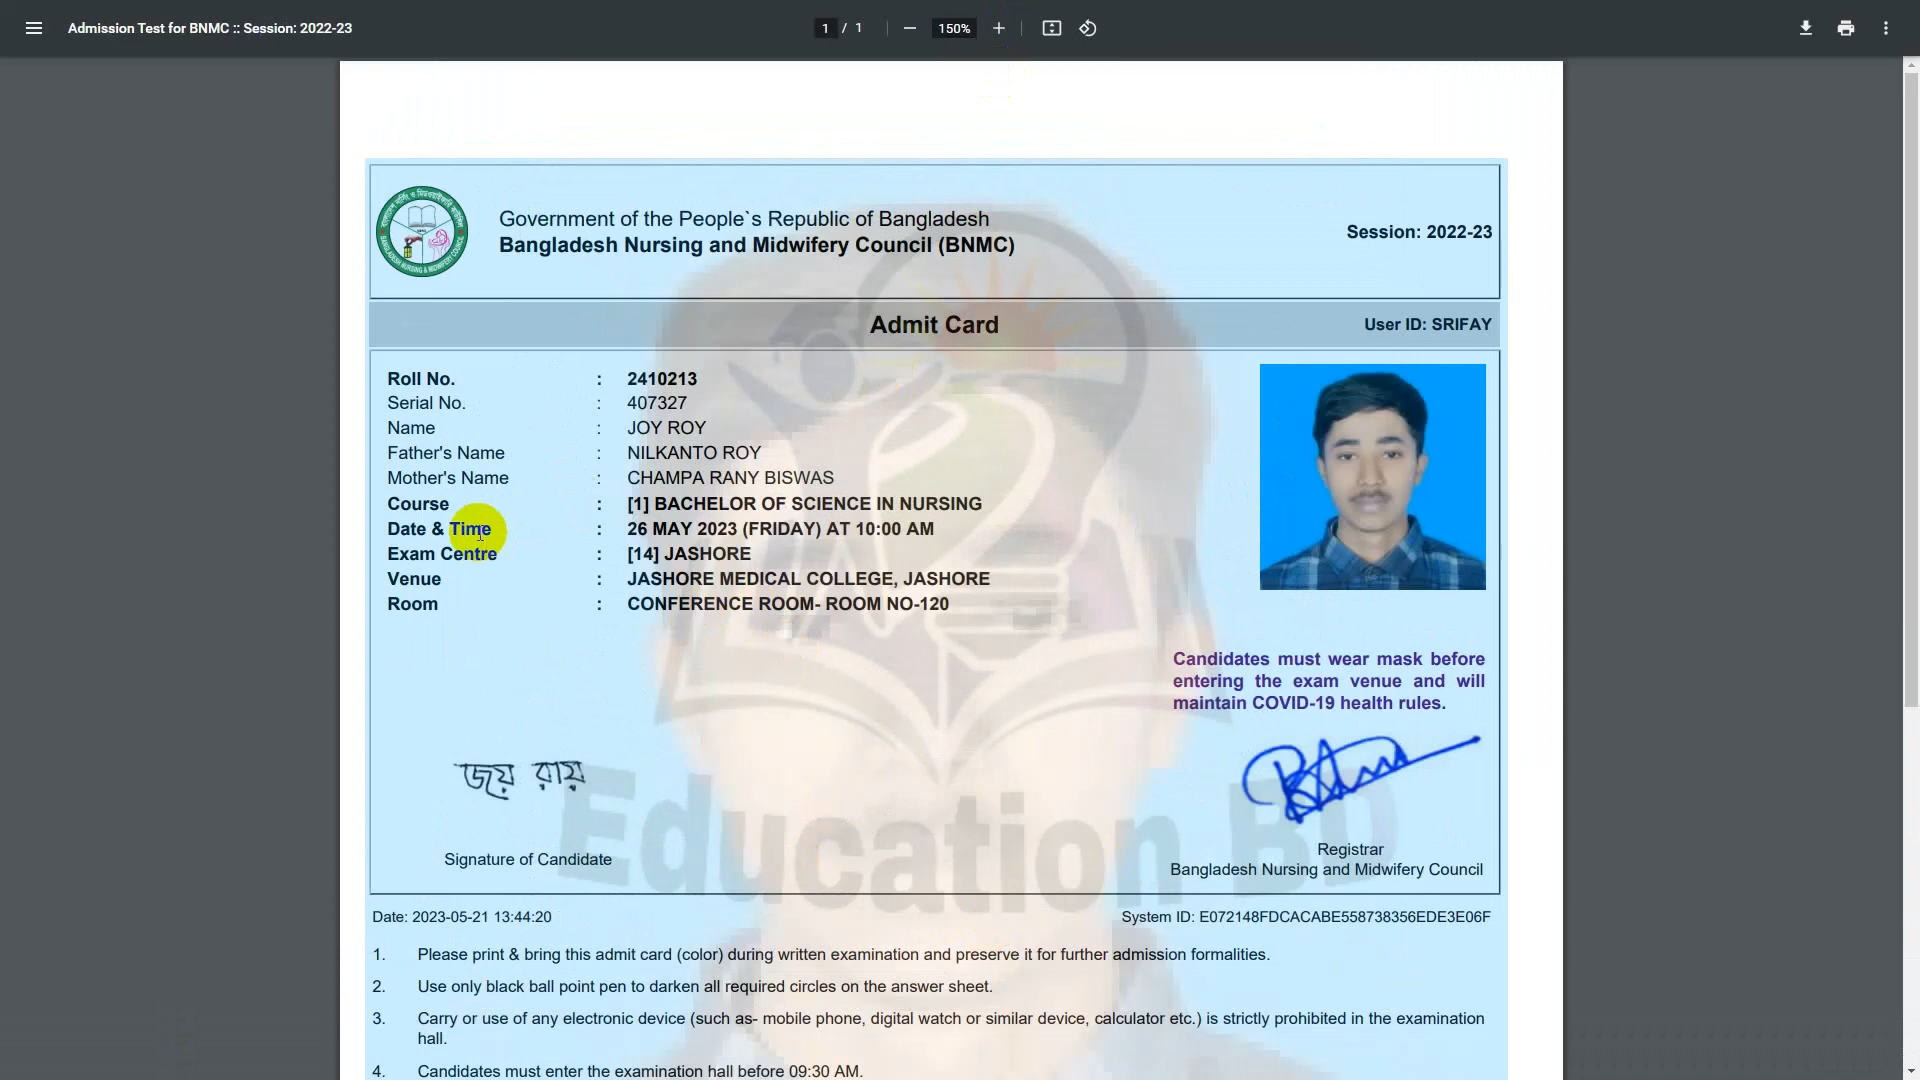 Admission Test for BNMC :: Session: 2022-23
1 / 1
150%
Government of the People`s Republic of Bangladesh
Bangladesh Nursing and Midwifery Council (BNMC)
Session: 2022-23
Admit Card
User ID: SRIFAY
Roll No. : 2410213
Serial No. : 407327
Name : JOY ROY
Father's Name : NILKANTO ROY
Mother's Name : CHAMPA RANY BISWAS
Course : [1] BACHELOR OF SCIENCE IN NURSING
Date & Time : 26 MAY 2023 (FRIDAY) AT 10:00 AM
Exam Centre : [14] JASHORE
Venue : JASHORE MEDICAL COLLEGE, JASHORE
Room : CONFERENCE ROOM- ROOM NO-120
Candidates must wear mask before
entering the exam venue and will
maintain COVID-19 health rules.
জয় রায়
Education BD
Signature of Candidate
Registrar
Bangladesh Nursing and Midwifery Council
Date: 2023-05-21 13:44:20
System ID: E072148FDCACABE558738356EDE3E06F
1. Please print & bring this admit card (color) during written examination and preserve it for further admission formalities.
2. Use only black ball point pen to darken all required circles on the answer sheet.
3. Carry or use of any electronic device (such as- mobile phone, digital watch or similar device, calculator etc.) is strictly prohibited in the examination
hall.
4. Candidates must enter the examination hall before 09:30 AM.